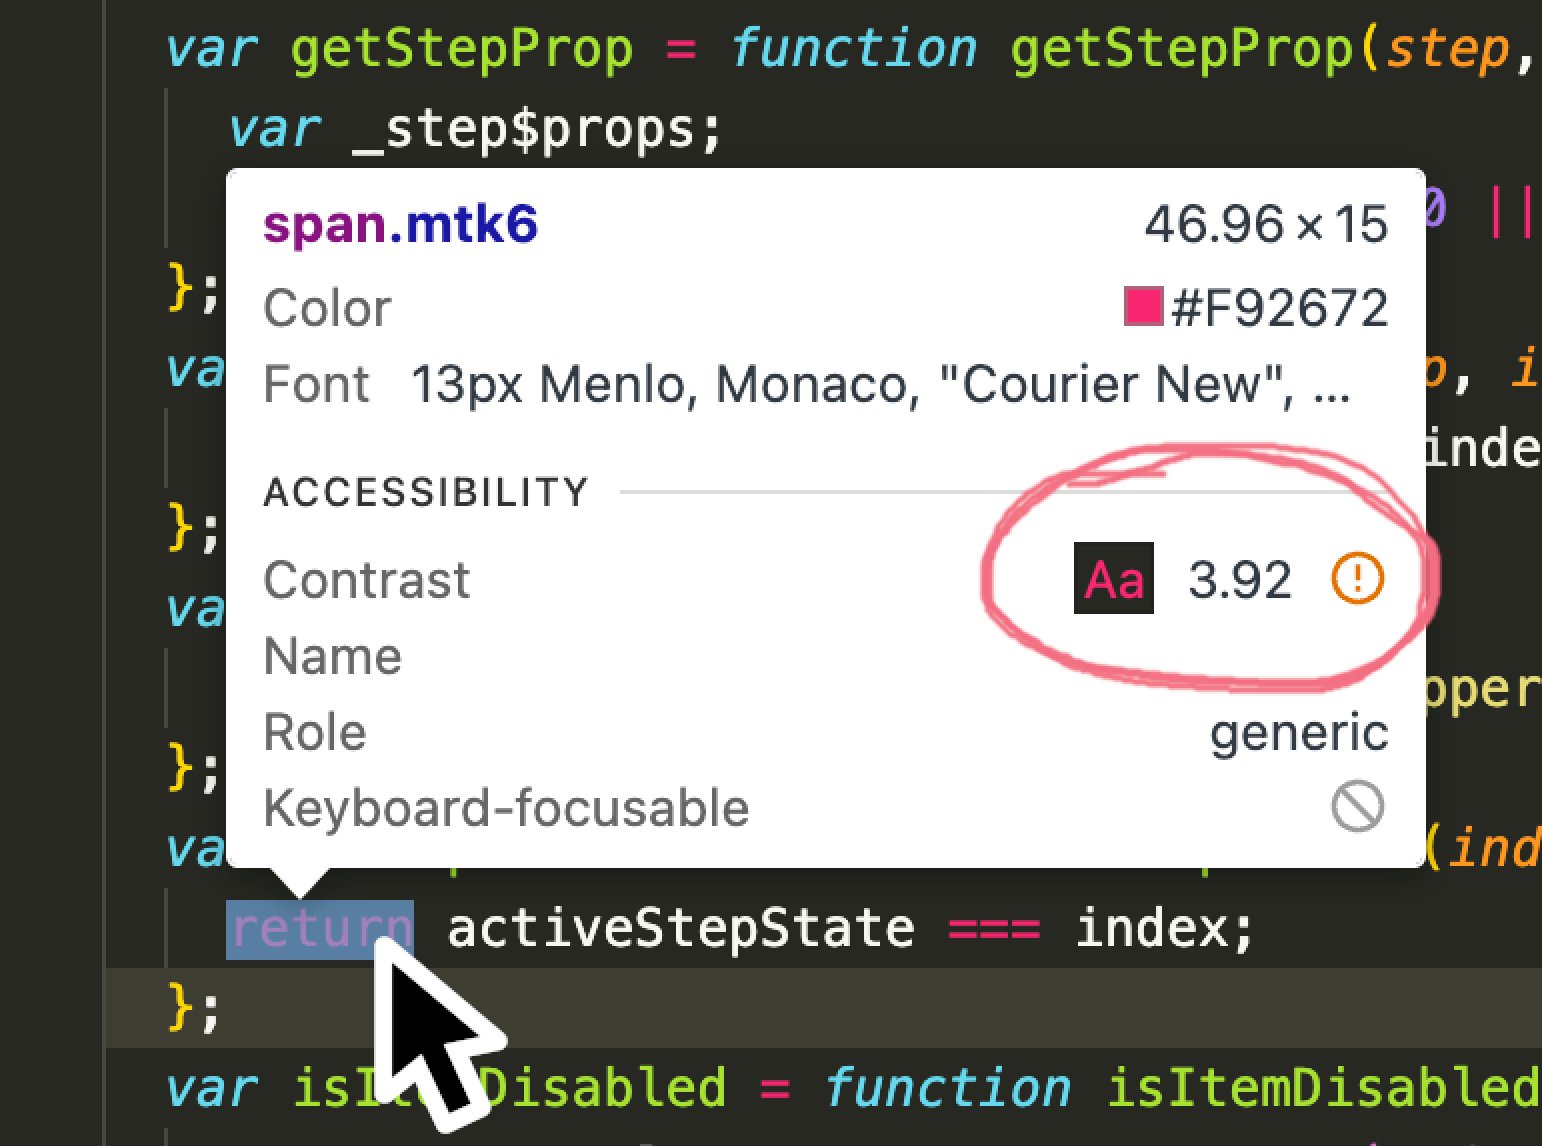 var getStepProp = function getStepProp(step,
var _step$props;
span.mtk6 46.96×15
0 ||
};
Color #F92672
va p, i
Font 13px Menlo, Monaco, "Courier New", ...
inde
ACCESSIBILITY
};
Contrast Aa 3.92
va
Name
pper
Role generic
};
Keyboard-focusable
va (ind
return activeStepState === index;
};
var isIt Disabled = function isItemDisabled